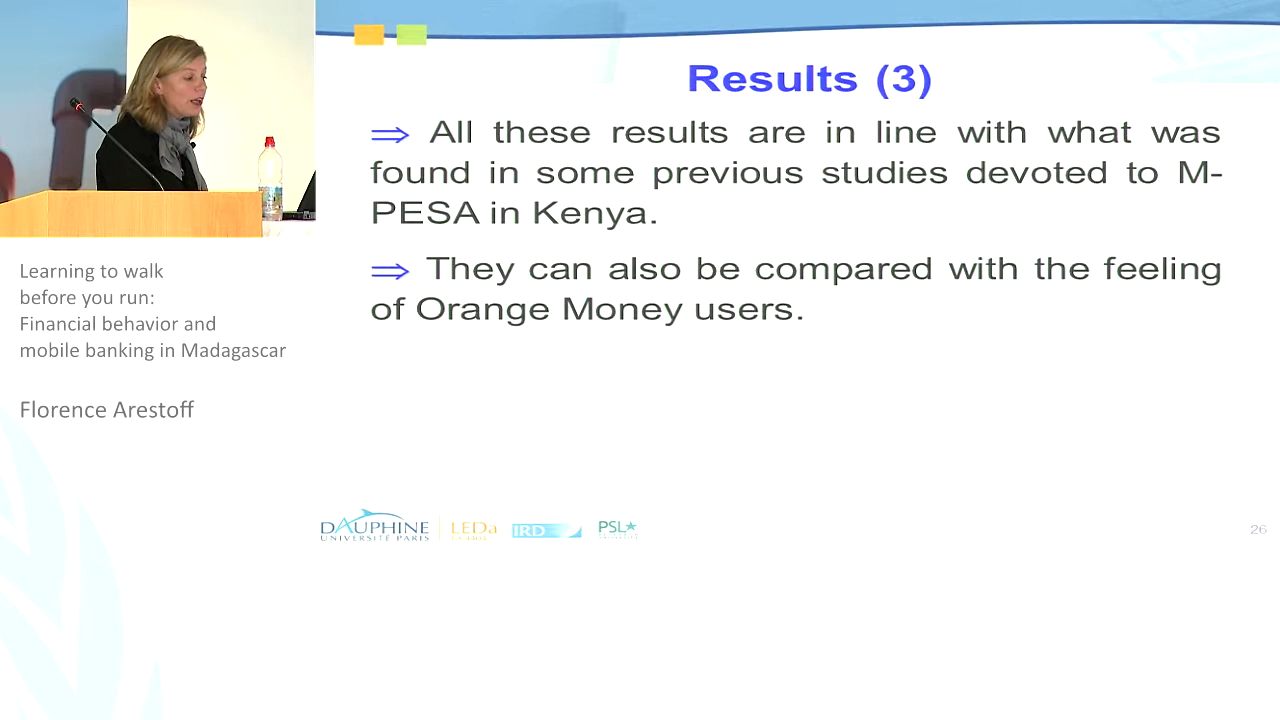 Results (3)
⇒ All these results are in line with what was
found in some previous studies devoted to M-
PESA in Kenya.
⇒ They can also be compared with the feeling
of Orange Money users.
Learning to walk
before you run:
Financial behavior and
mobile banking in Madagascar
Florence Arestoff
DAUPHINE
UNIVERSITÉ PARIS
LEDa
IRD
PSL★
26